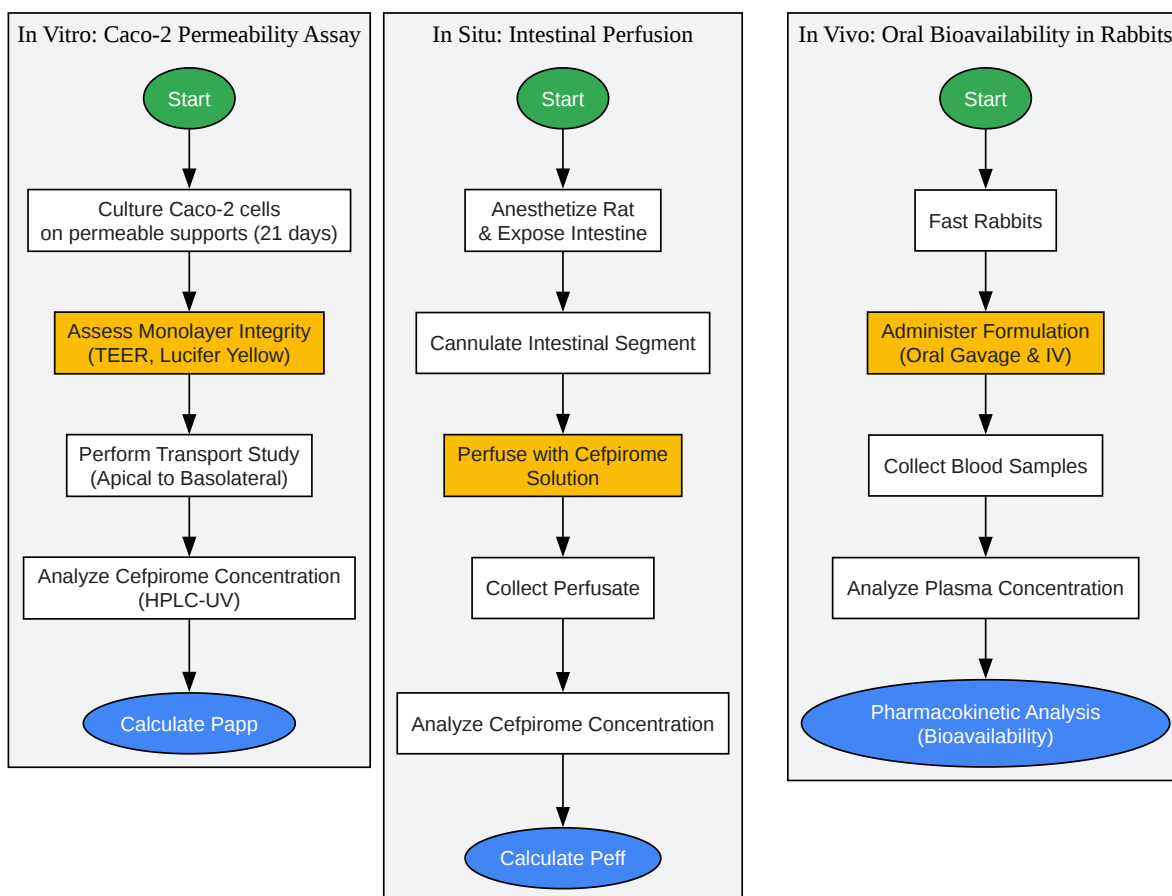 In Vitro: Caco-2 Permeability Assay
Start
Culture Caco-2 cells
on permeable supports (21 days)
Assess Monolayer Integrity
(TEER, Lucifer Yellow)
Perform Transport Study
(Apical to Basolateral)
Analyze Cefpirome Concentration
(HPLC-UV)
Calculate Papp
In Situ: Intestinal Perfusion
Start
Anesthetize Rat
& Expose Intestine
Cannulate Intestinal Segment
Perfuse with Cefpirome
Solution
Collect Perfusate
Analyze Cefpirome Concentration
Calculate Peff
In Vivo: Oral Bioavailability in Rabbits
Start
Fast Rabbits
Administer Formulation
(Oral Gavage & IV)
Collect Blood Samples
Analyze Plasma Concentration
Pharmacokinetic Analysis
(Bioavailability)